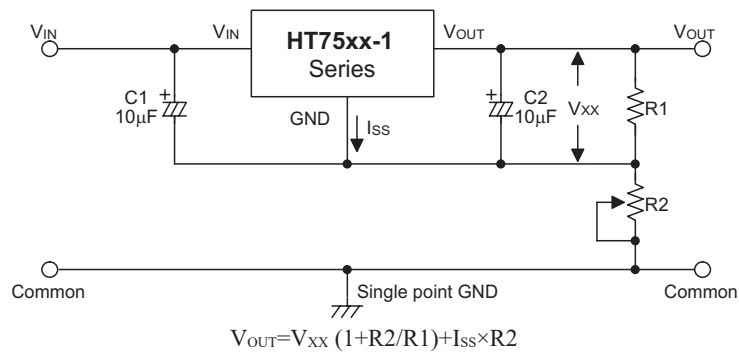 VIN VIN HT75xx-1 VOUT VOUT
Series
C1
10μF
GND ISS
C2
10μF
VXX R1
R2
Common Single point GND Common
VOUT=VXX (1+R2/R1)+ISS×R2